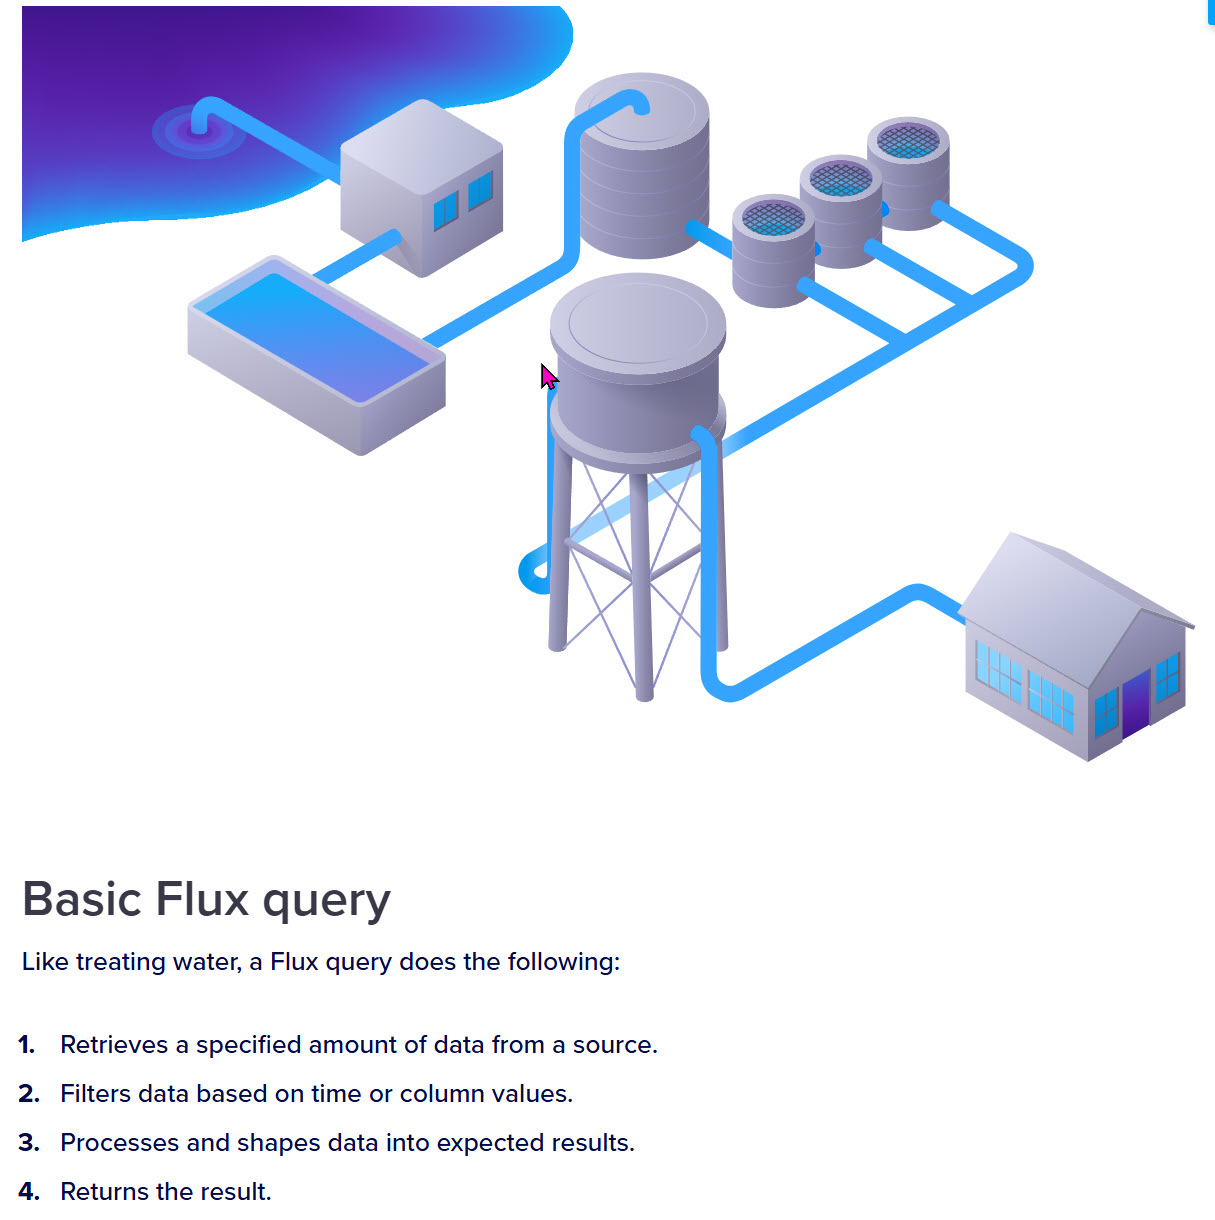 Basic Flux query
Like treating water, a Flux query does the following:
1. Retrieves a specified amount of data from a source.
2. Filters data based on time or column values.
3. Processes and shapes data into expected results.
4. Returns the result.